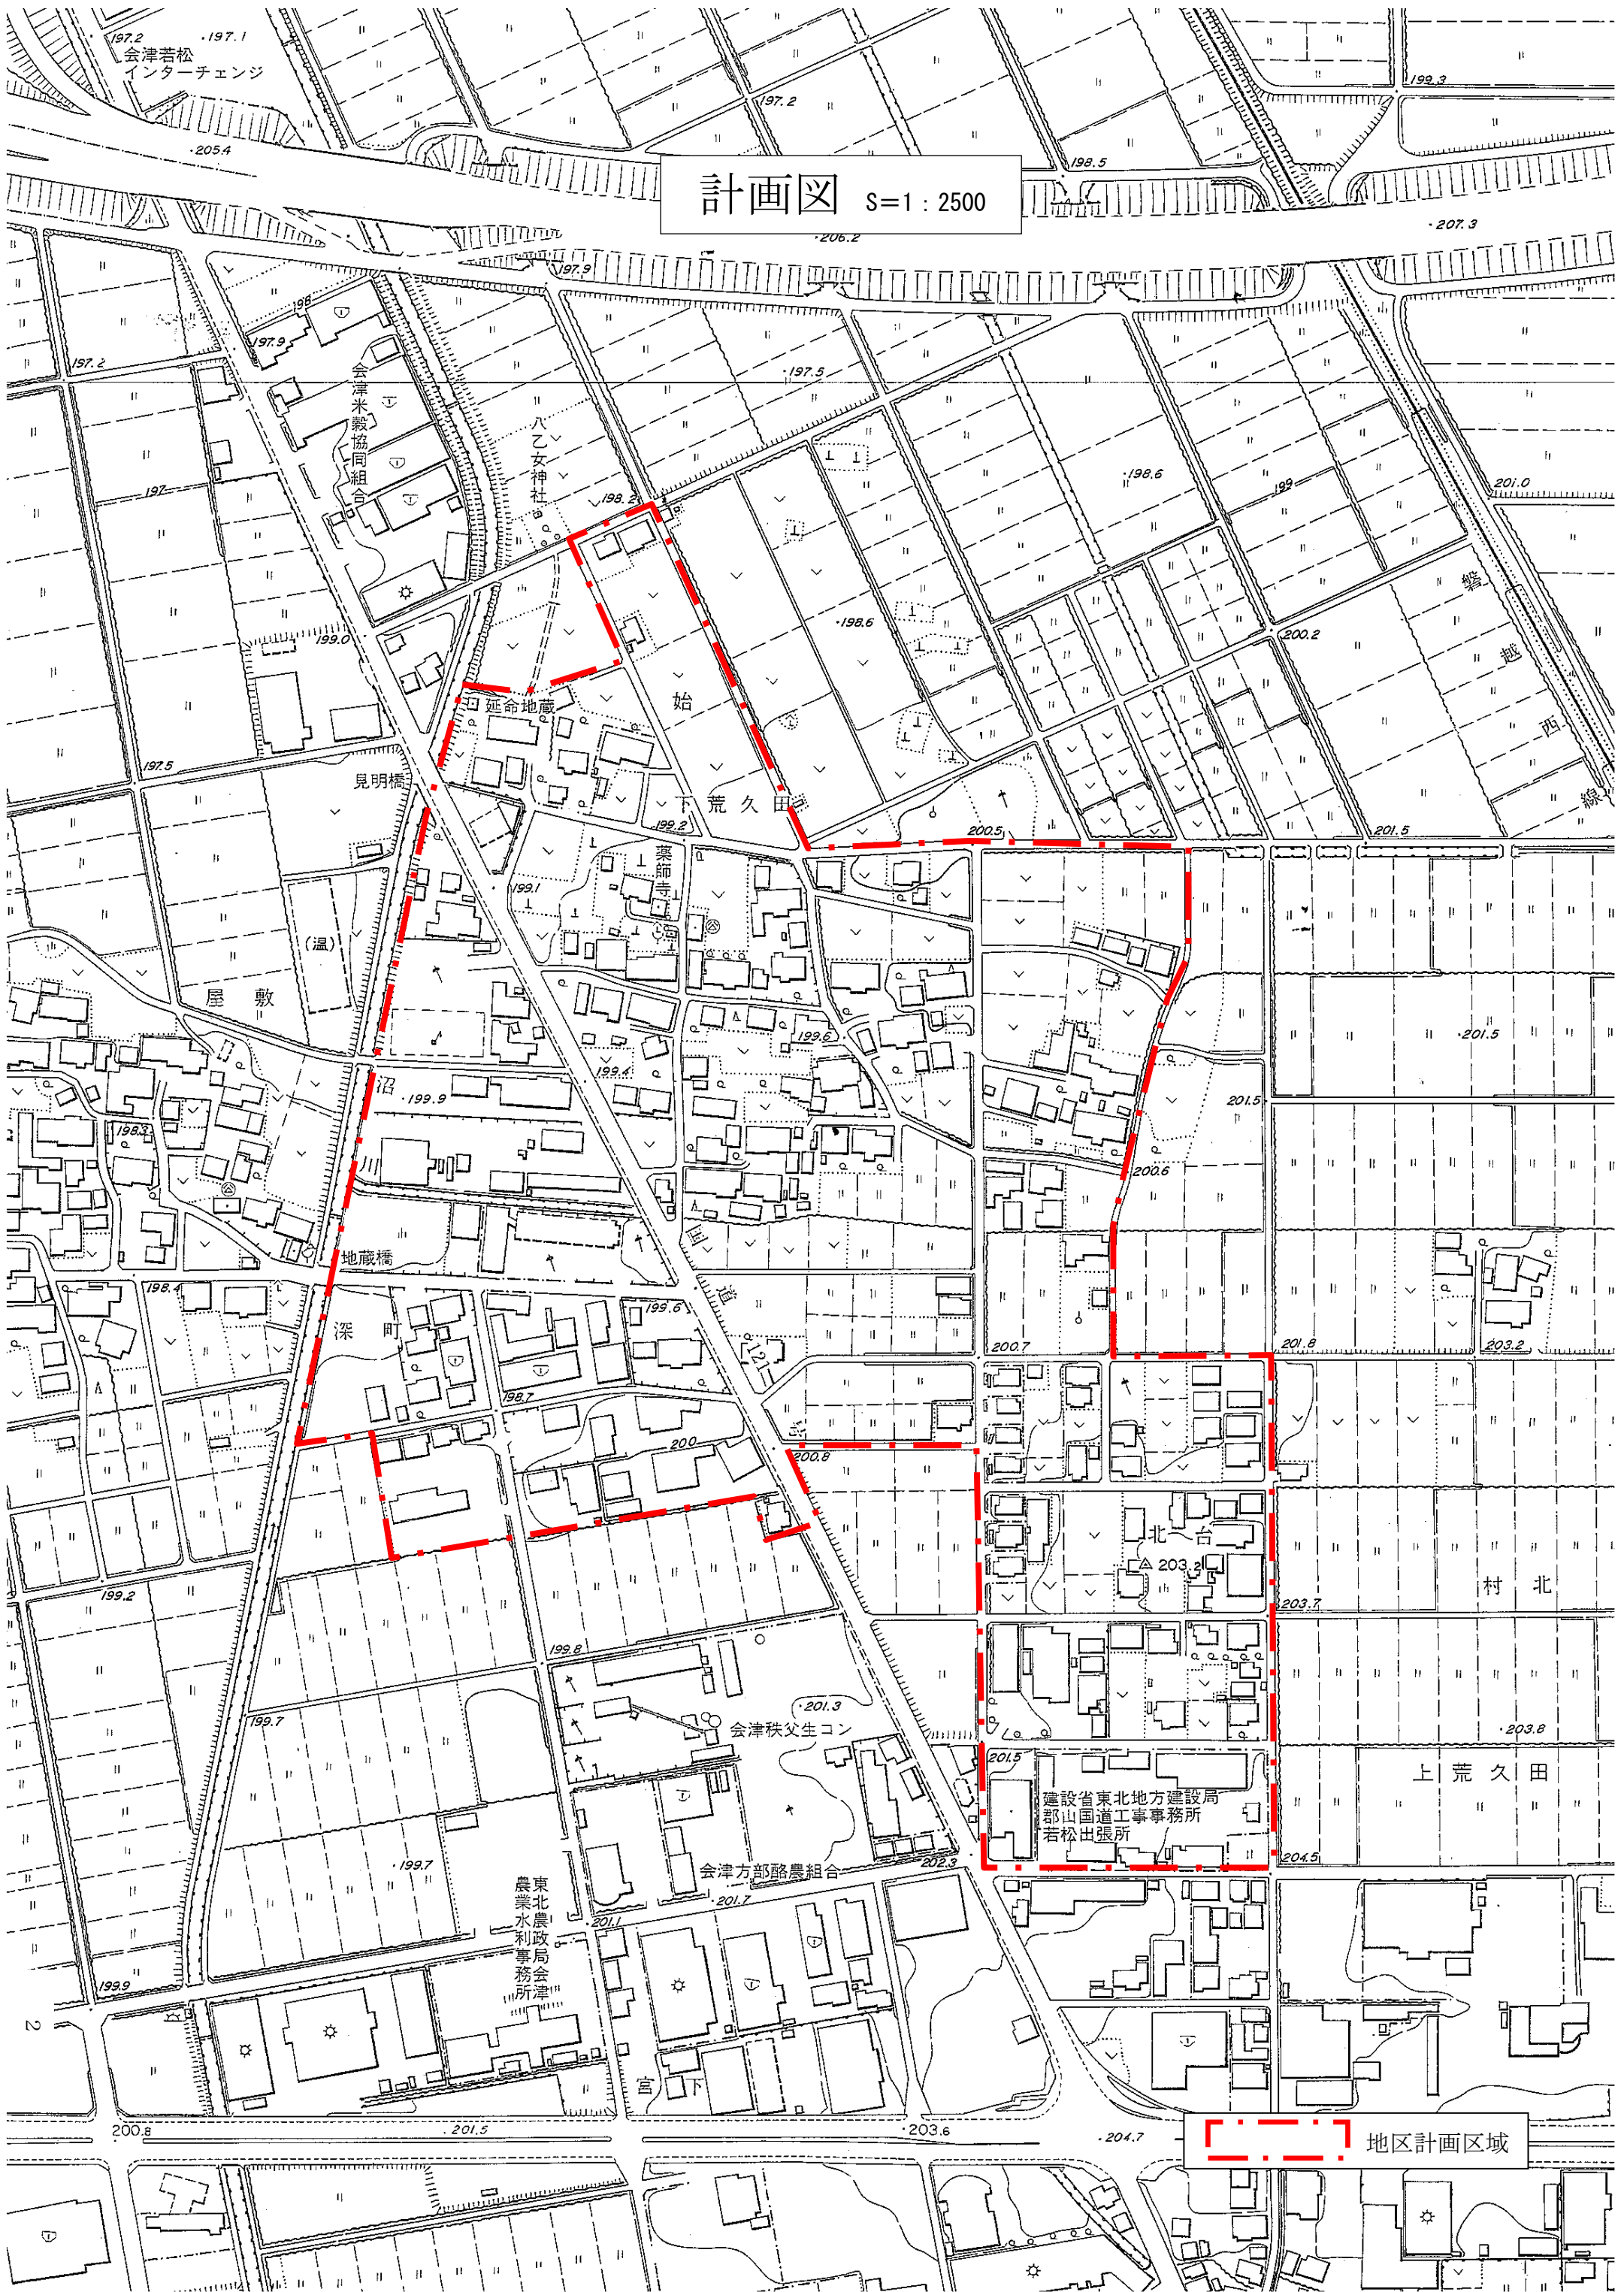 197.2
197.1
会津若松
インターチェンジ
199.3
197.2
205.4
198.5
計画図 S=1:2500
206.2
207.3
197.9
198
197.9
197.2
197.5
会津米穀協同組合
八乙女神社
198.6
199
201.0
197
198.2
199.0
198.6
200.2
磐越西線
延命地蔵
始
197.5
見明橋
下荒久田
199.2
200.5
201.5
薬師寺
199.1
(温)
屋敷
199.6
201.5
199.4
沼川
199.9
201.5
198.3
200.6
地蔵橋
国道121
198.4
199.6
深町
200.7
201.8
203.2
198.7
200
200.8
北台
203.2
村北
199.2
203.7
199.8
201.3
199.7
会津秩父生コン
203.8
201.5
上荒久田
建設省東北地方建設局
郡山国道工事事務所
若松出張所
199.7
会津方部酪農組合
202.3
204.5
201.7
東北農政局会津
農業水利事務所
201.1
199.9
2
宮下
200.8
201.5
203.6
204.7
地区計画区域